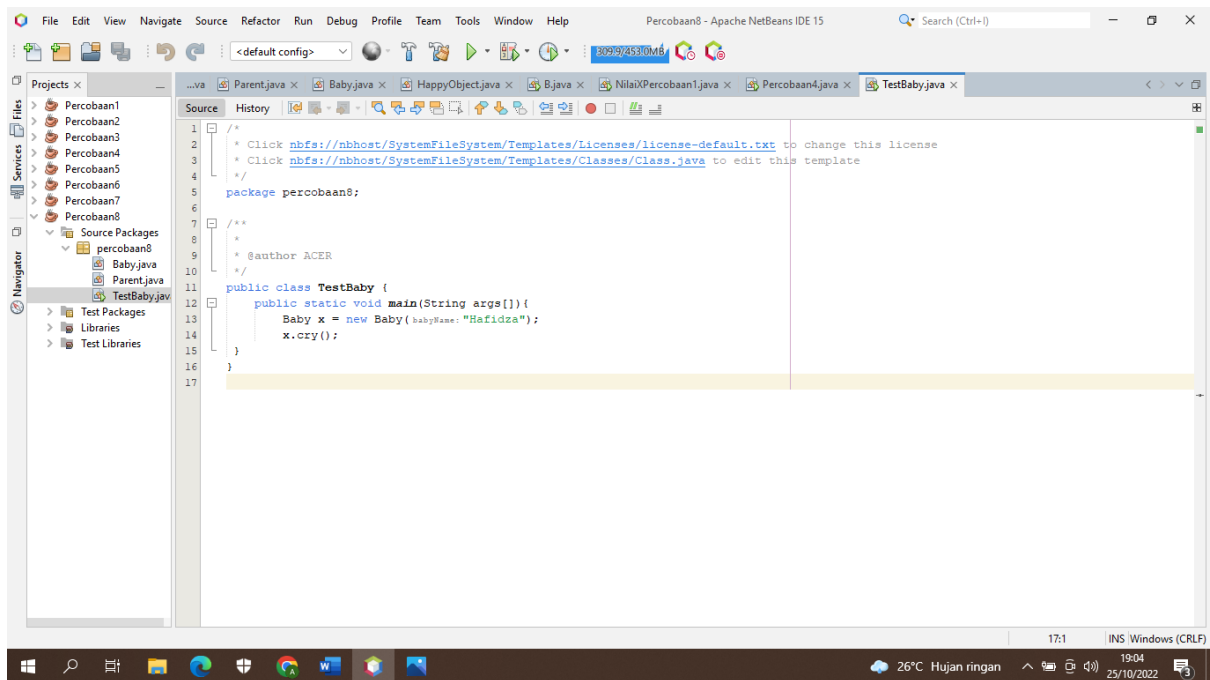 File Edit View Navigate Source Refactor Run Debug Profile Team Tools Window Help Percobaan8 - Apache NetBeans IDE 15 Search (Ctrl+I)
<default config> 309.9/453.0MB
Projects ...va Parent.java Baby.java HappyObject.java B.java NilaiXPercobaan1.java Percobaan4.java TestBaby.java
Source History
Files
Services
Navigator
Percobaan1
Percobaan2
Percobaan3
Percobaan4
Percobaan5
Percobaan6
Percobaan7
Percobaan8
Source Packages
percobaan8
Baby.java
Parent.java
TestBaby.jav
Test Packages
Libraries
Test Libraries
1 /*
2 * Click nbfs://nbhost/SystemFileSystem/Templates/Licenses/license-default.txt to change this license
3 * Click nbfs://nbhost/SystemFileSystem/Templates/Classes/Class.java to edit this template
4 */
5 package percobaan8;
6
7 /**
8 *
9 * @author ACER
10 */
11 public class TestBaby {
12 public static void main(String args[]){
13 Baby x = new Baby( babyName: "Hafidza");
14 x.cry();
15 }
16 }
17
17:1 INS Windows (CRLF)
26°C Hujan ringan 19:04
25/10/2022 3